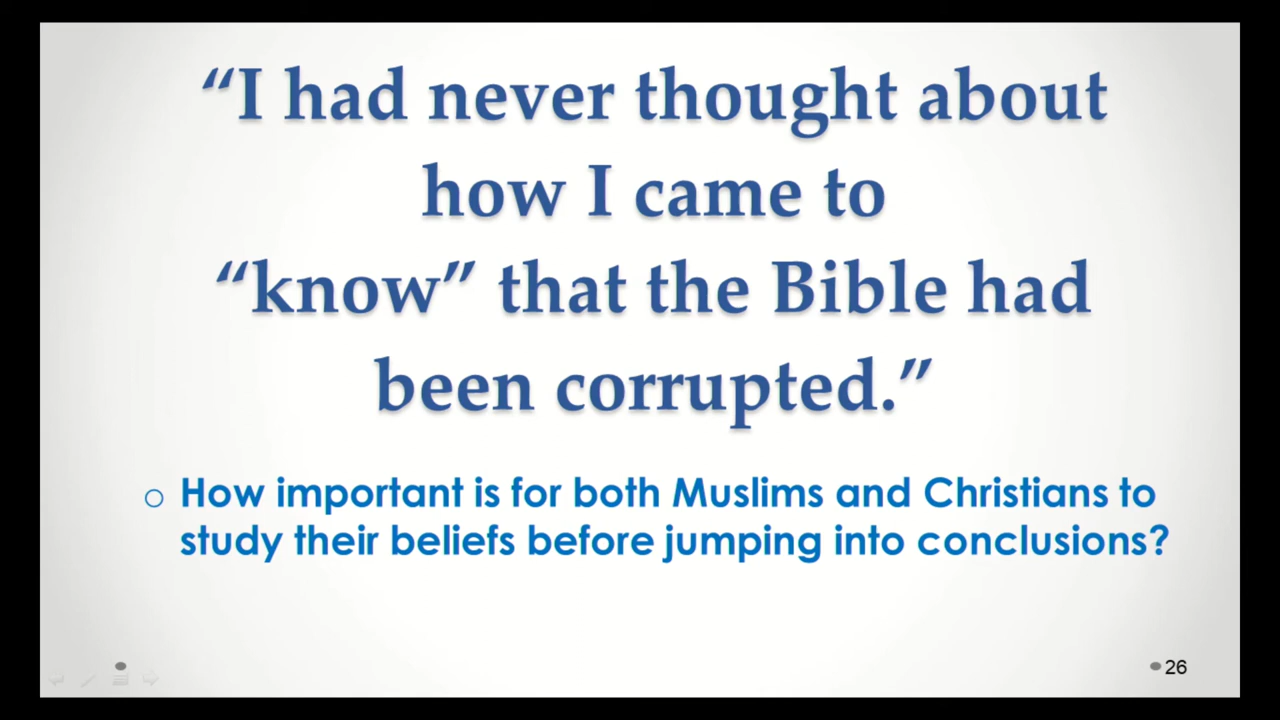 “I had never thought about
how I came to
“know” that the Bible had
been corrupted.”
How important is for both Muslims and Christians to
study their beliefs before jumping into conclusions?
26